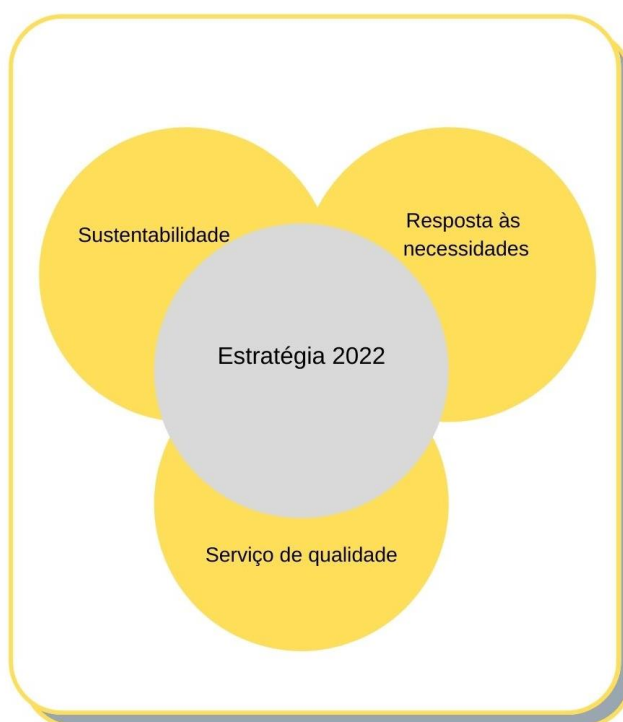 Sustentabilidade
Resposta às
necessidades
Estratégia 2022
Serviço de qualidade